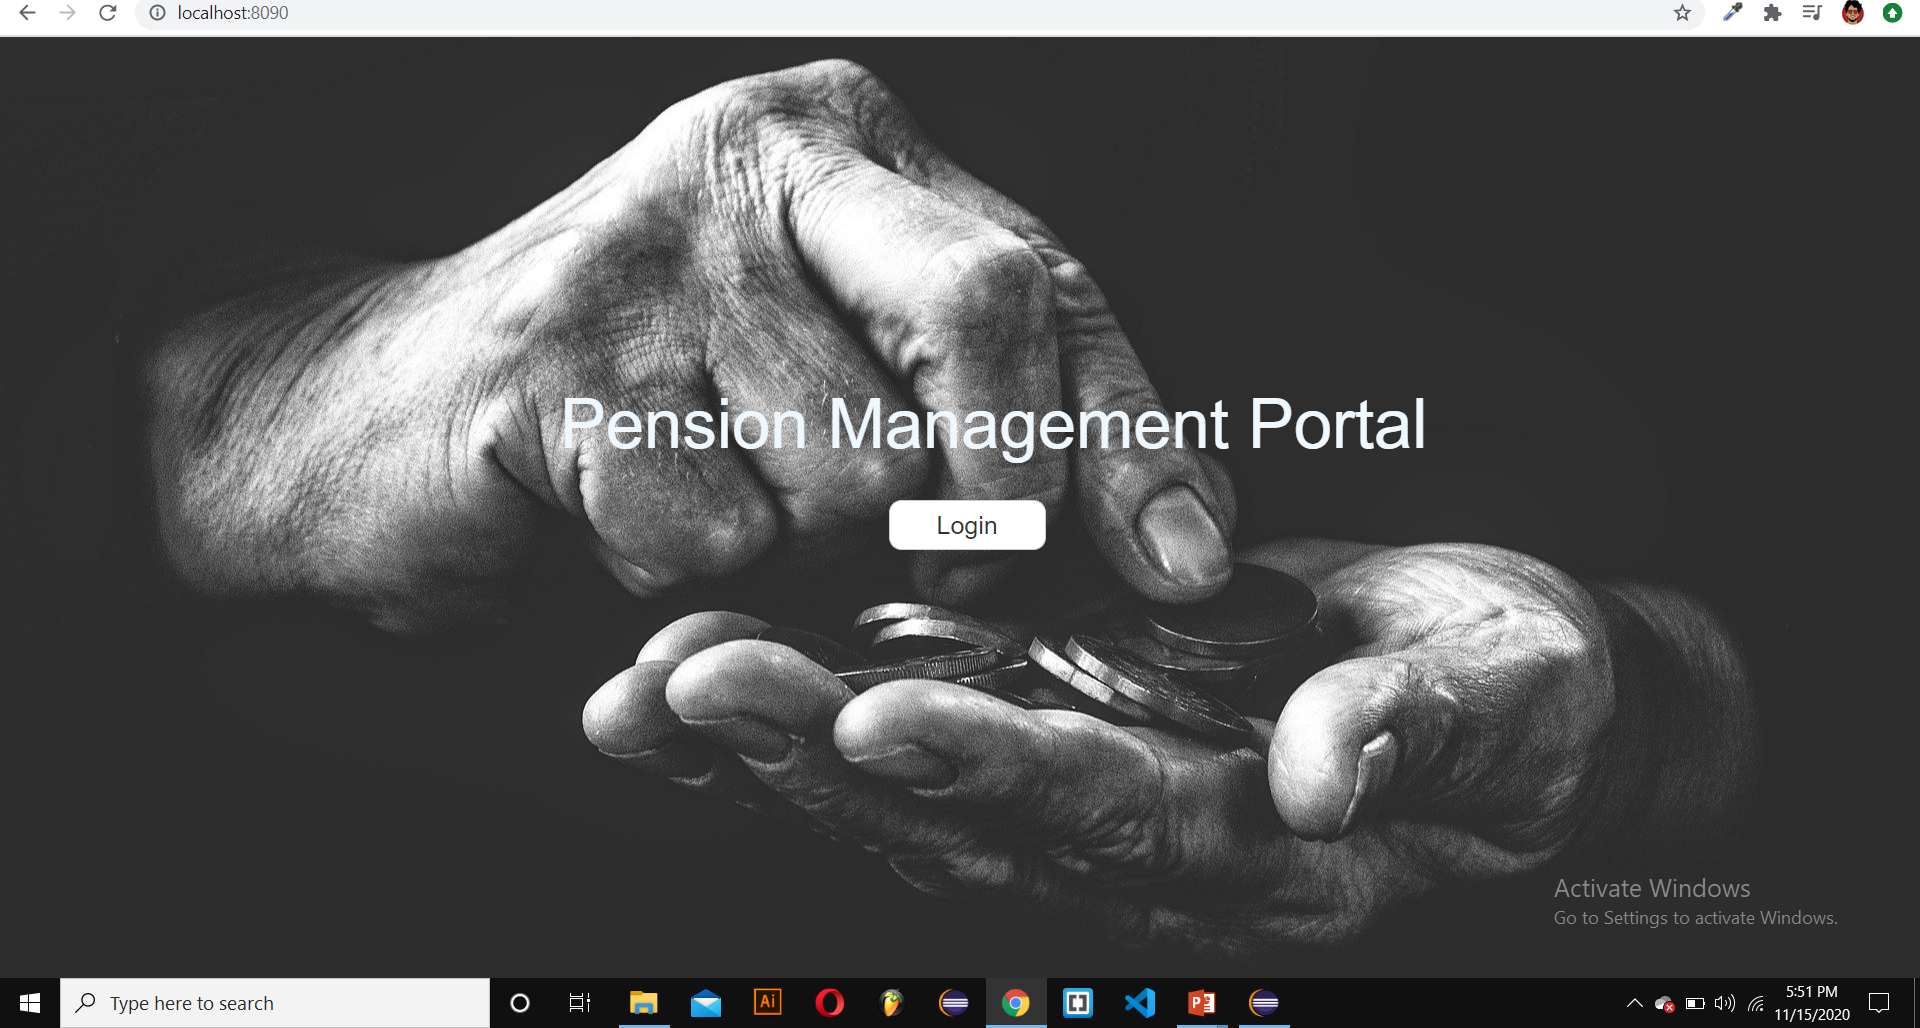 localhost:8090
Pension Management Portal
Login
Activate Windows
Go to Settings to activate Windows.
Type here to search
Ai
P
5:51 PM
11/15/2020